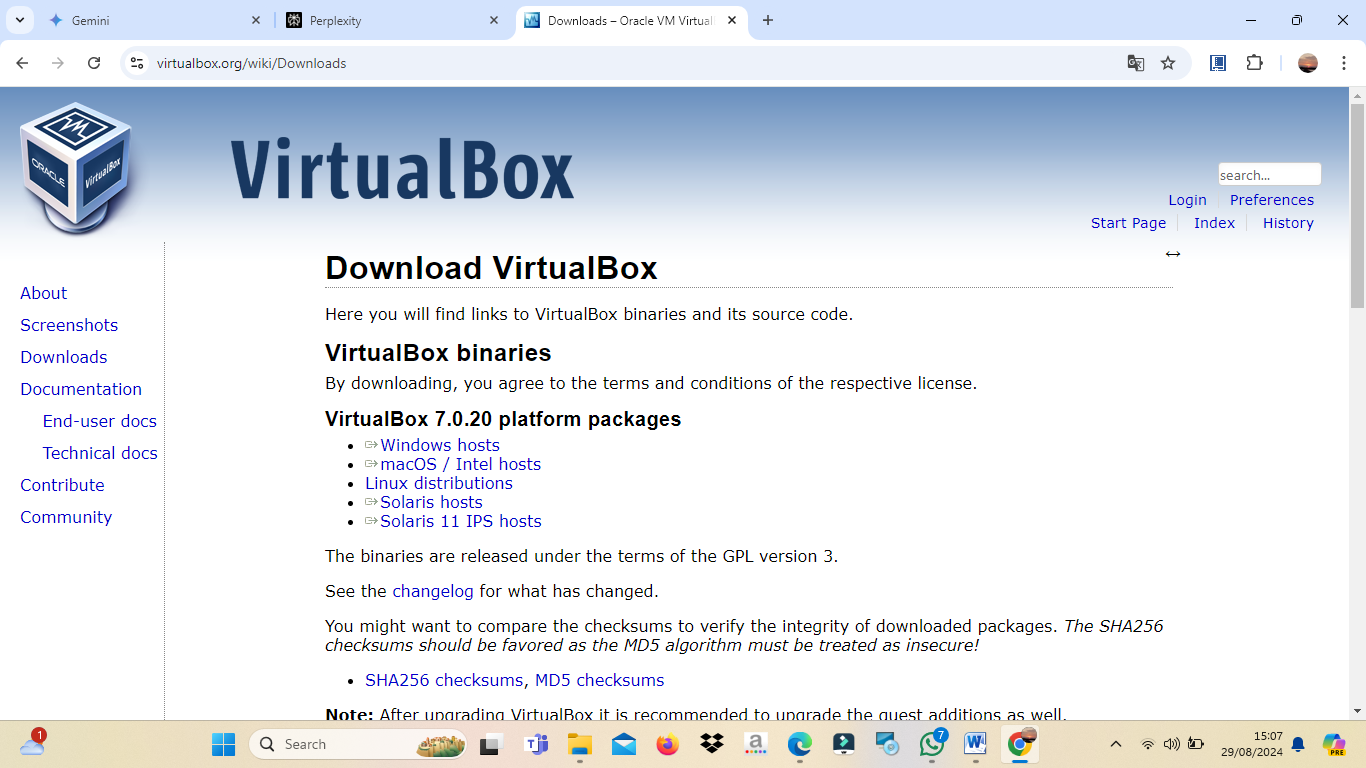 Gemini
Perplexity
Downloads – Oracle VM Virtual
virtualbox.org/wiki/Downloads
ORACLE
VirtualBox
VirtualBox
search...
Login
Preferences
Start Page
Index
History
About
Screenshots
Downloads
Documentation
End-user docs
Technical docs
Contribute
Community
Download VirtualBox
Here you will find links to VirtualBox binaries and its source code.
VirtualBox binaries
By downloading, you agree to the terms and conditions of the respective license.
VirtualBox 7.0.20 platform packages
Windows hosts
macOS / Intel hosts
Linux distributions
Solaris hosts
Solaris 11 IPS hosts
The binaries are released under the terms of the GPL version 3.
See the changelog for what has changed.
You might want to compare the checksums to verify the integrity of downloaded packages. The SHA256
checksums should be favored as the MD5 algorithm must be treated as insecure!
SHA256 checksums, MD5 checksums
Note: After upgrading VirtualBox it is recommended to upgrade the guest additions as well.
1
Search
7
15:07
29/08/2024
PRE